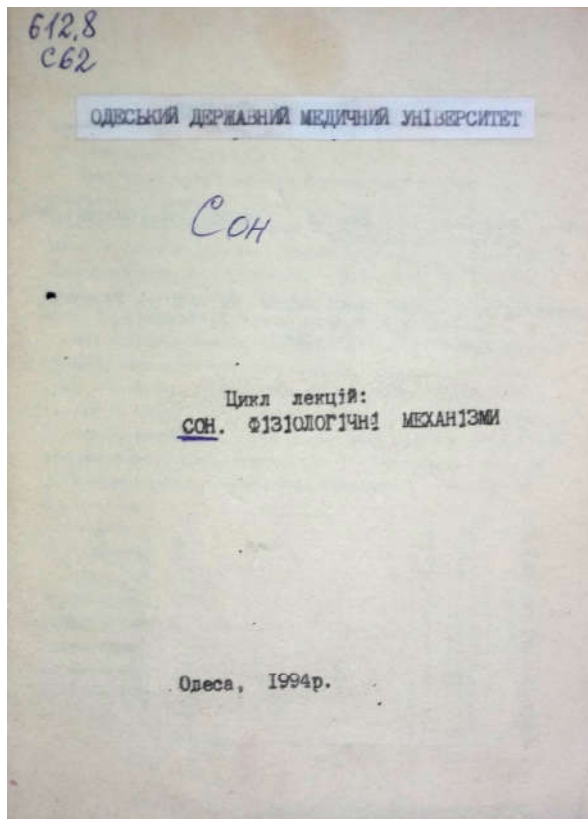 612,8
С62
ОДЕСЬКИЙ ДЕРЖАВНИЙ МЕДИЧНИЙ УНІВЕРСИТЕТ
Сон
Цикл лекцій:
СОН. ФІЗІОЛОГІЧНІ МЕХАНІЗМИ
Одеса, 1994р.